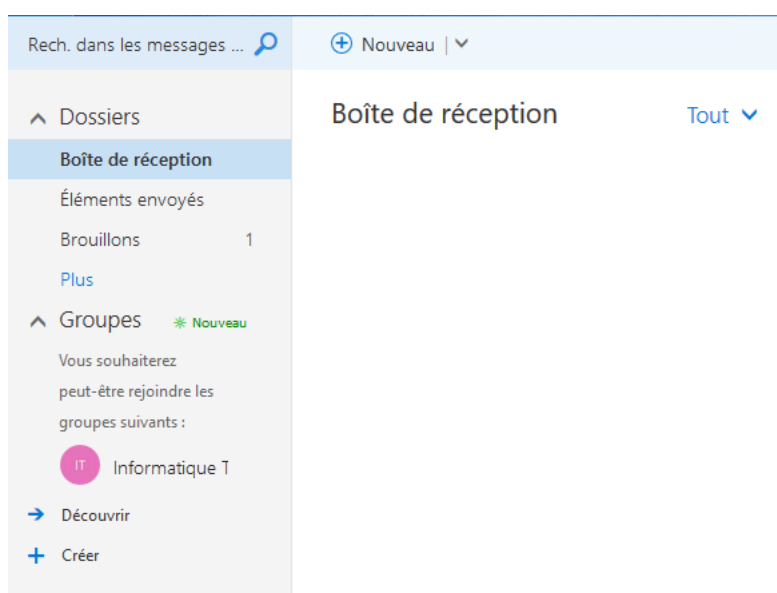 Rech. dans les messages ...
Nouveau
Dossiers
Boîte de réception
Éléments envoyés
Brouillons 1
Plus
Groupes Nouveau
Vous souhaiterez
peut-être rejoindre les
groupes suivants :
IT Informatique T
Découvrir
Créer
Boîte de réception Tout